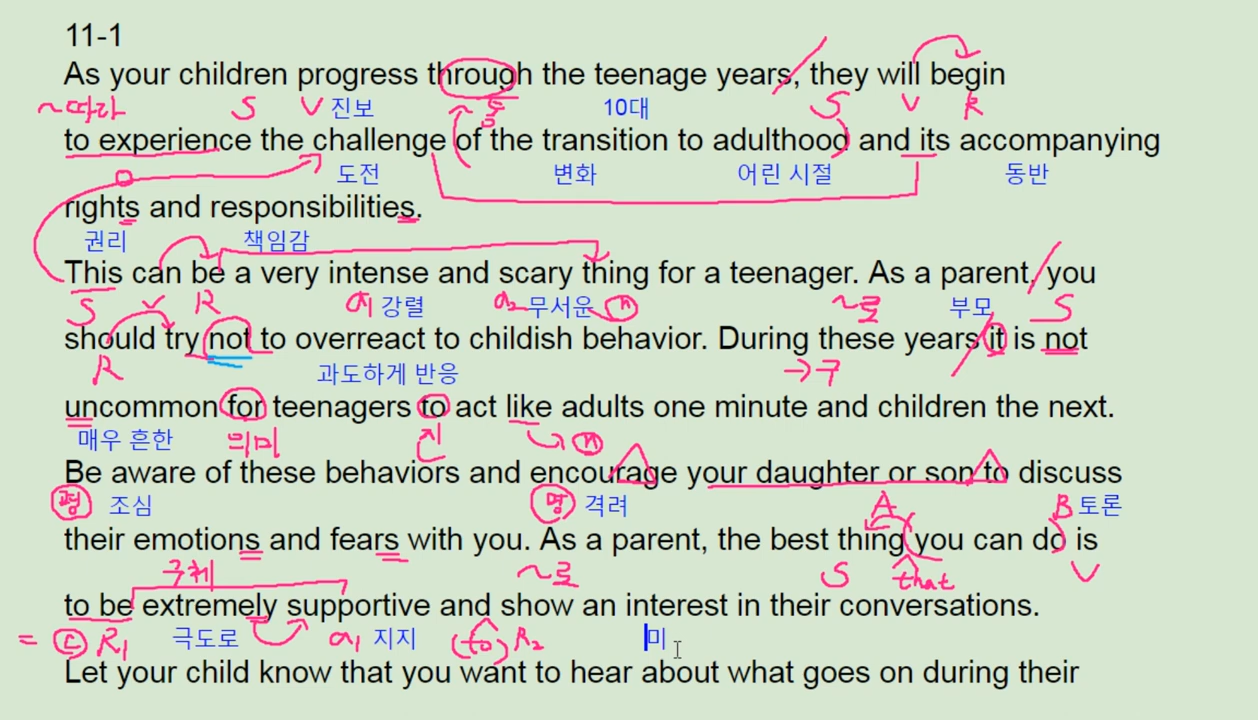 11-1
As your children progress through the teenage years, they will begin
~따라 S V 진보 통 10대 S V R
to experience the challenge of the transition to adulthood and its accompanying
도전 변화 어린 시절 동반
rights and responsibilities.
권리 책임감
This can be a very intense and scary thing for a teenager. As a parent, you
S V R a1 강렬 a2 무서운 n ~로 부모 S
should try not to overreact to childish behavior. During these years it is not
R 과도하게 반응 →구
uncommon for teenagers to act like adults one minute and children the next.
매우 흔한 의미 진 n
Be aware of these behaviors and encourage your daughter or son to discuss
명 조심 명 격려 A B 토론
their emotions and fears with you. As a parent, the best thing you can do is
구체 ~로 S that V
to be extremely supportive and show an interest in their conversations.
= C R1 극도로 a1 지지 (to) R2 미
Let your child know that you want to hear about what goes on during their